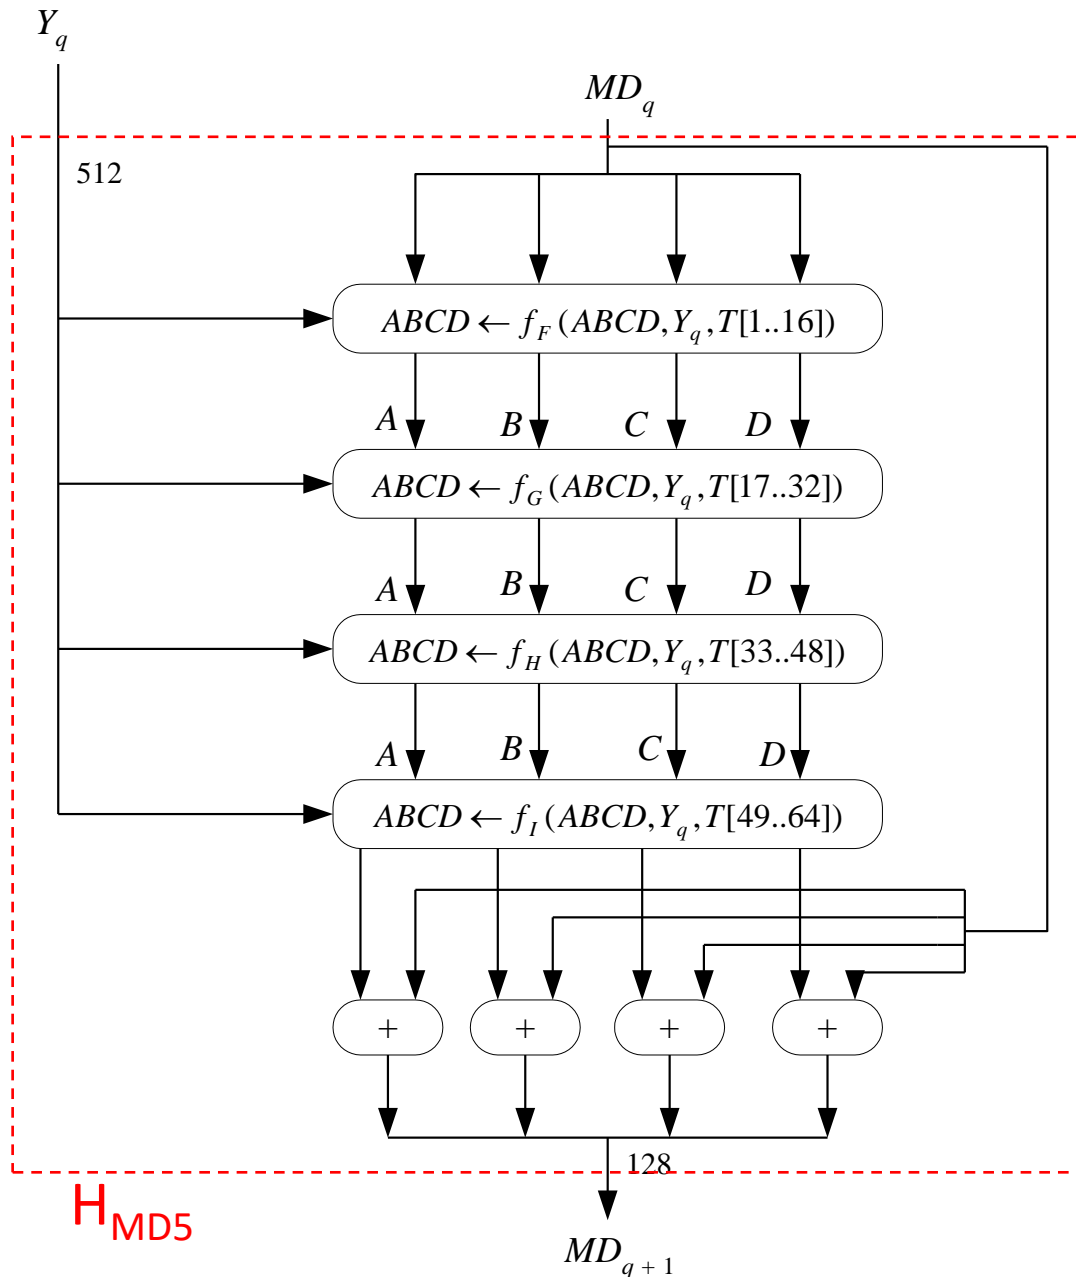 Y_q
MD_q
512
ABCD ← f_F (ABCD, Y_q, T[1..16])
A B C D
ABCD ← f_G (ABCD, Y_q, T[17..32])
A B C D
ABCD ← f_H (ABCD, Y_q, T[33..48])
A B C D
ABCD ← f_I (ABCD, Y_q, T[49..64])
+ + + +
128
H_MD5
MD_q + 1